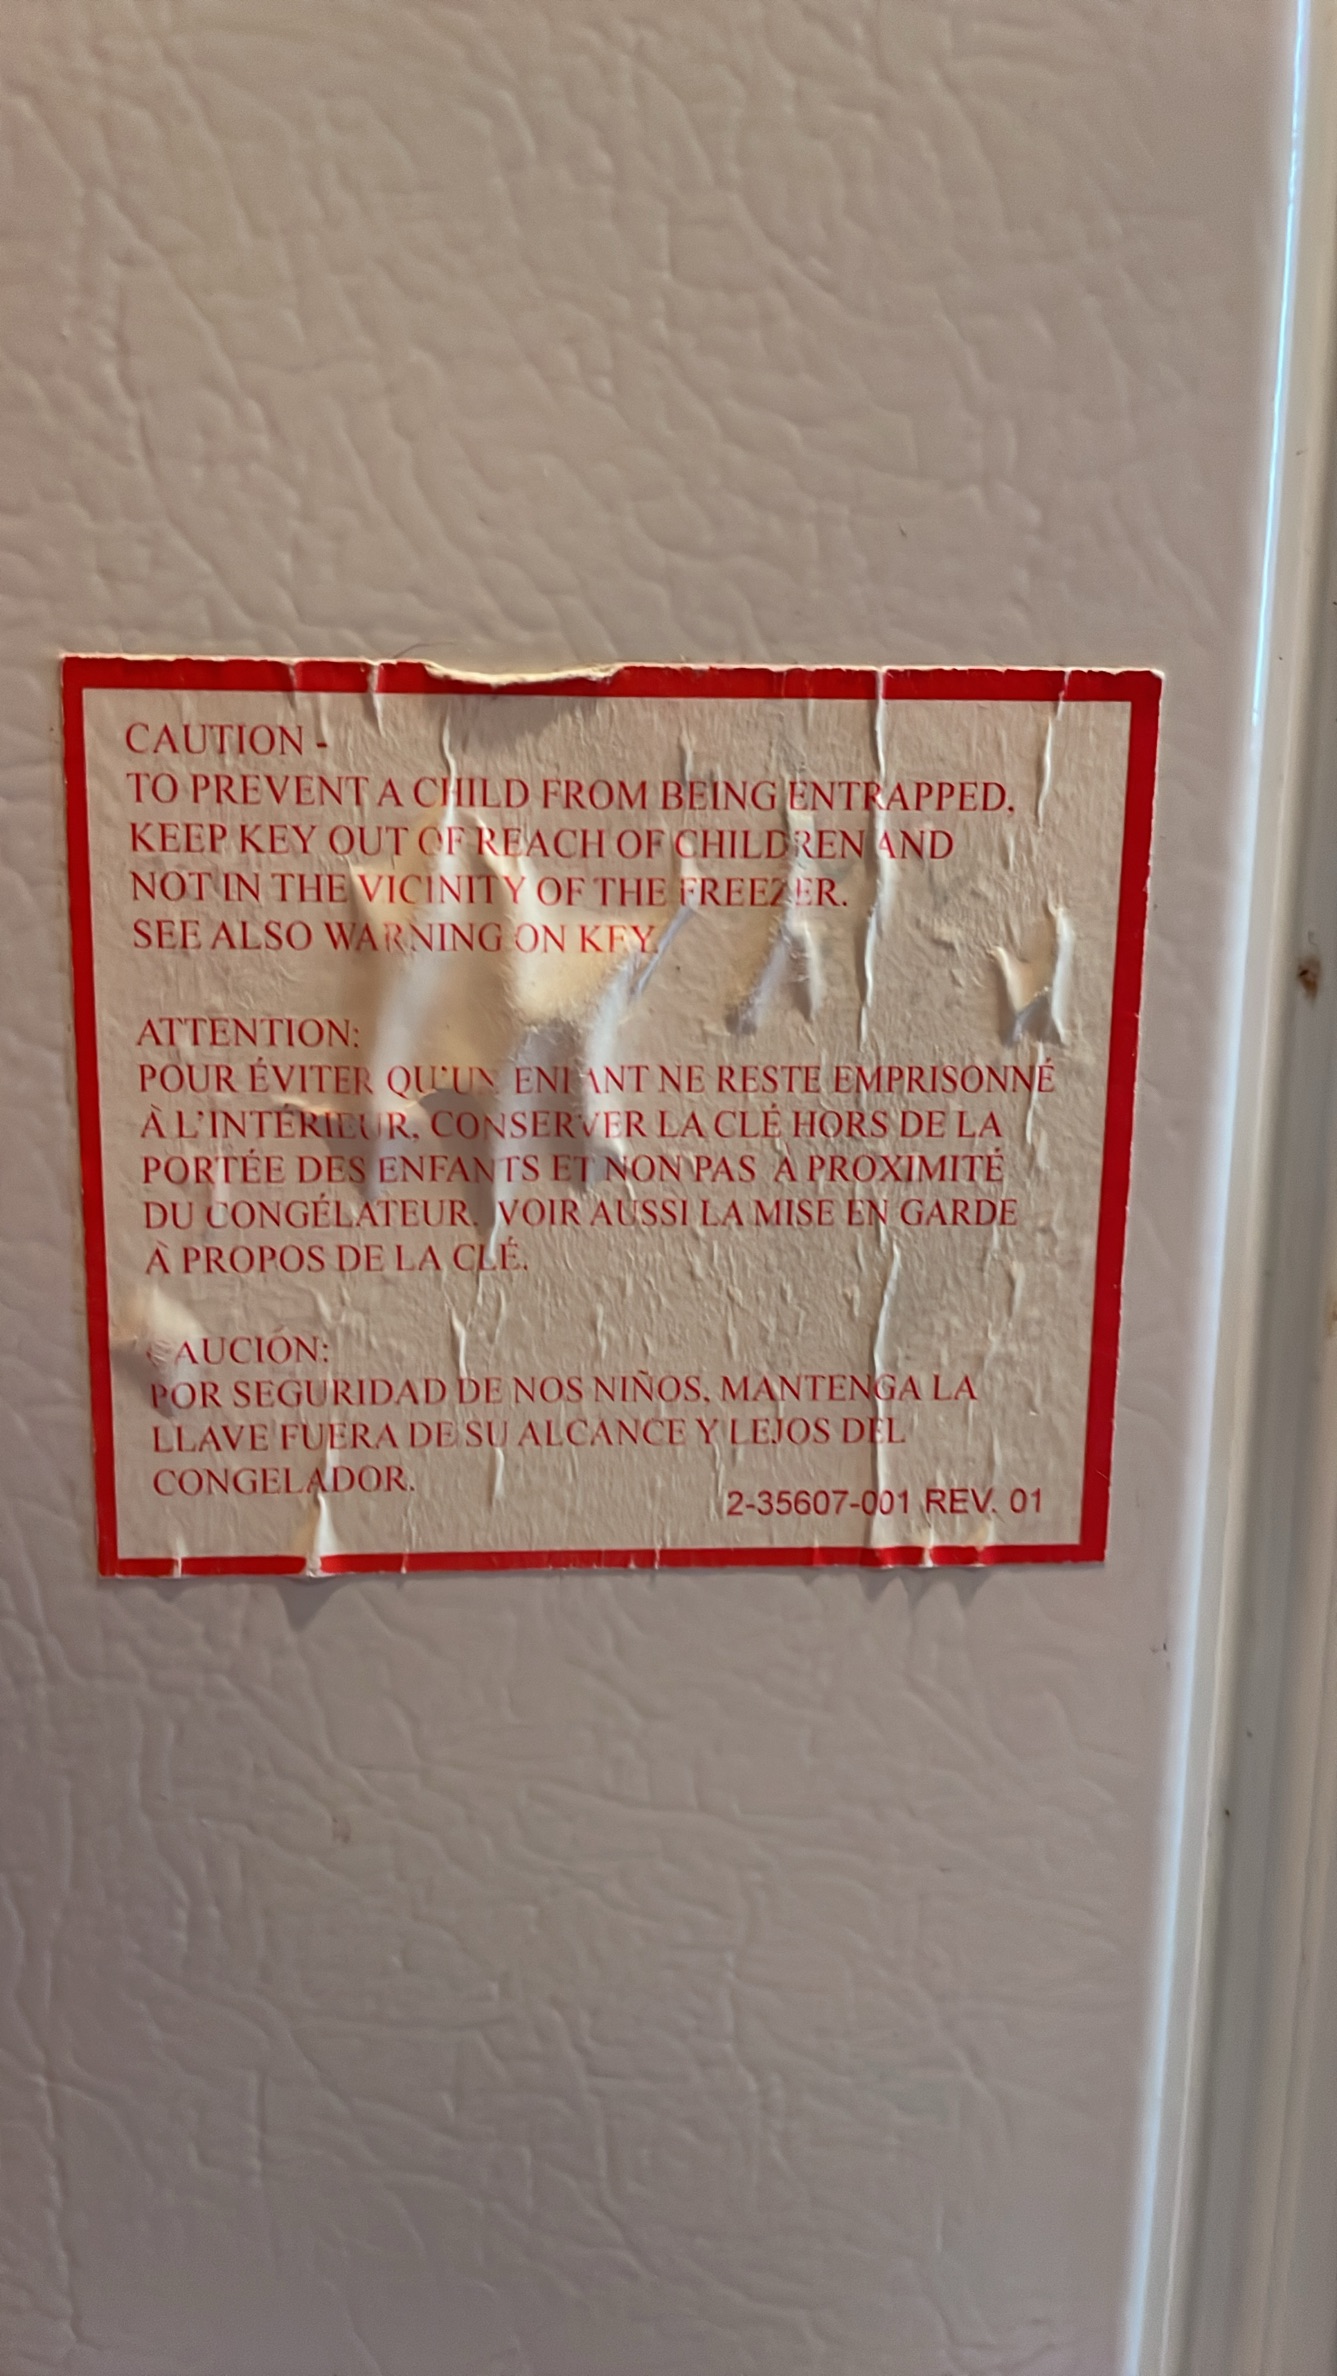 CAUTION -
TO PREVENT A CHILD FROM BEING ENTRAPPED,
KEEP KEY OUT OF REACH OF CHILDREN AND
NOT IN THE VICINITY OF THE FREEZER.
SEE ALSO WARNING ON KEY.
ATTENTION:
POUR ÉVITER QU'UN ENFANT NE RESTE EMPRISONNÉ
À L'INTÉRIEUR, CONSERVER LA CLÉ HORS DE LA
PORTÉE DES ENFANTS ET NON PAS À PROXIMITÉ
DU CONGÉLATEUR. VOIR AUSSI LA MISE EN GARDE
À PROPOS DE LA CLÉ.
CAUCIÓN:
POR SEGURIDAD DE NOS NIÑOS, MANTENGA LA
LLAVE FUERA DE SU ALCANCE Y LEJOS DEL
CONGELADOR.
2-35607-001 REV. 01